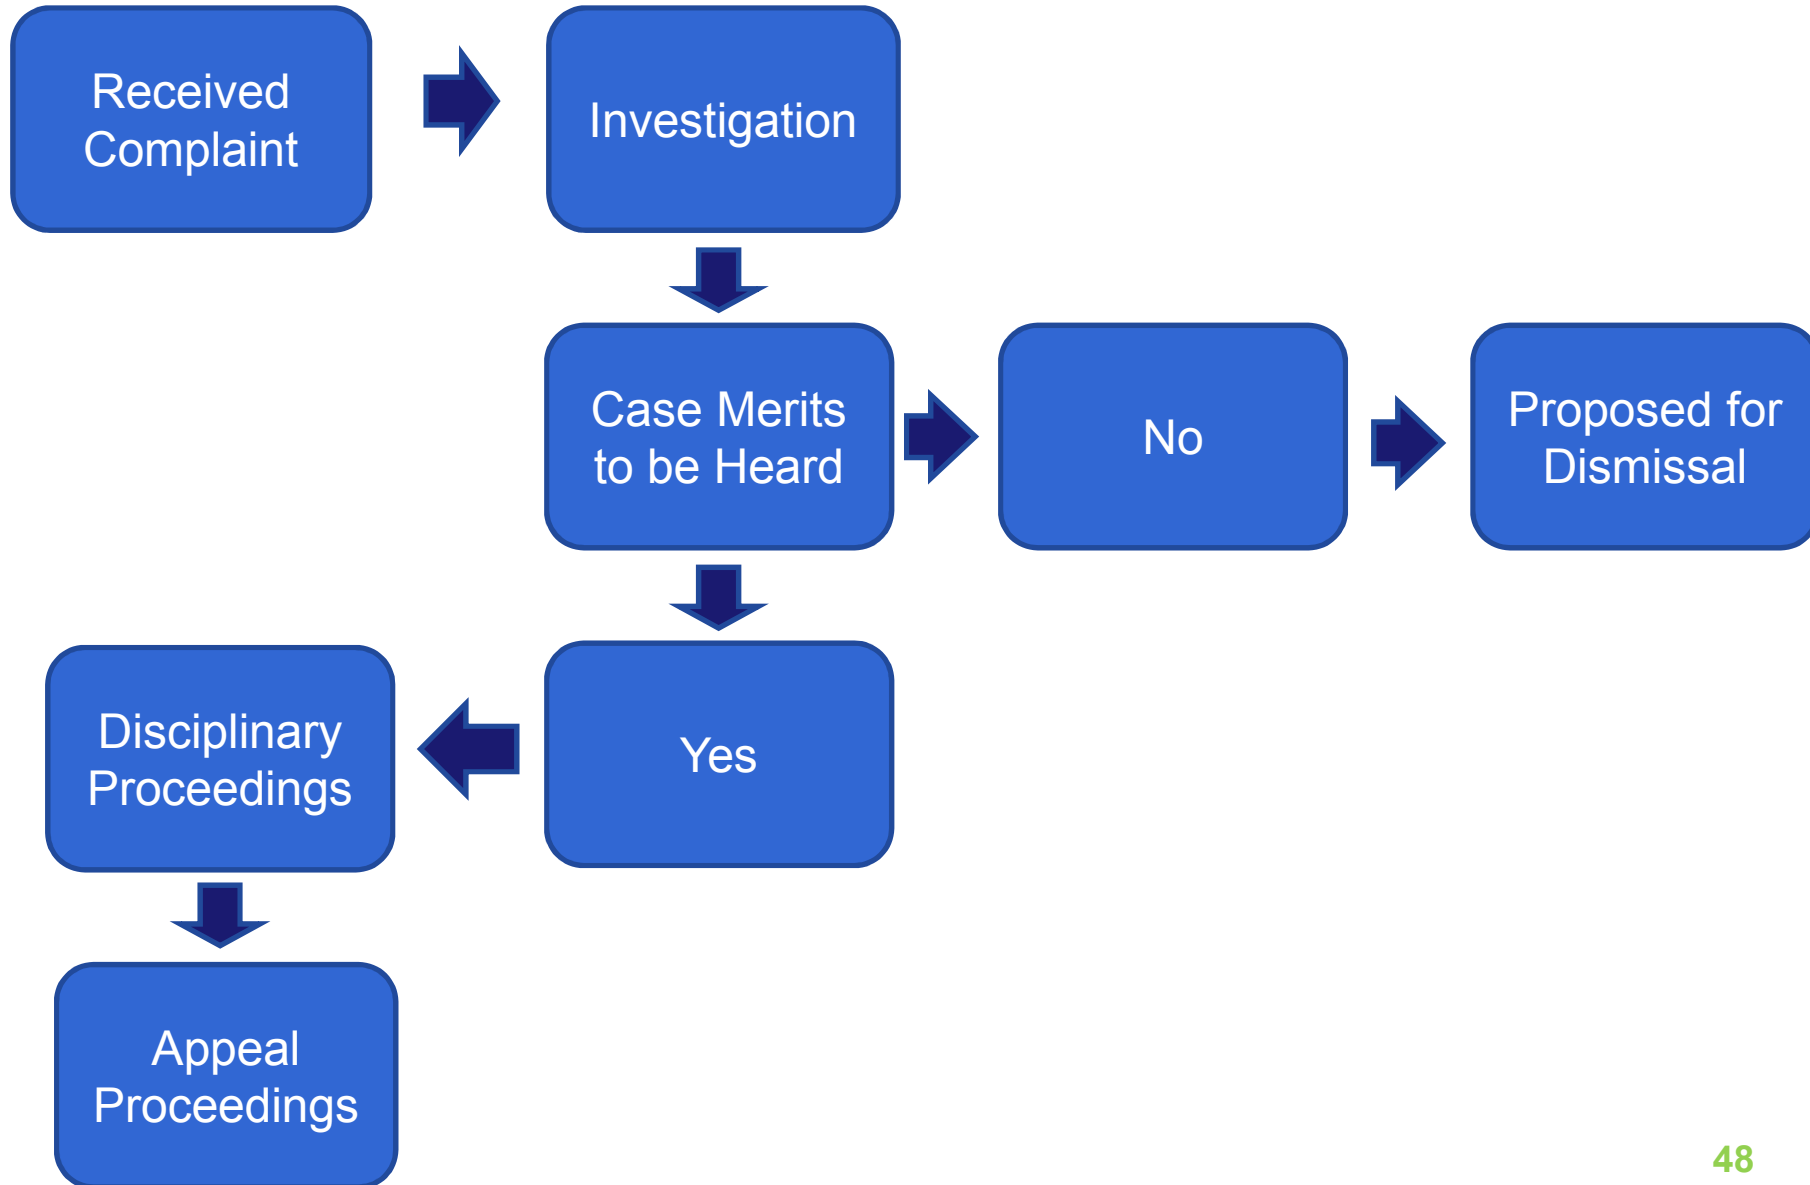 Received
Complaint
Investigation
Case Merits
to be Heard
No
Proposed for
Dismissal
Disciplinary
Proceedings
Yes
Appeal
Proceedings
48